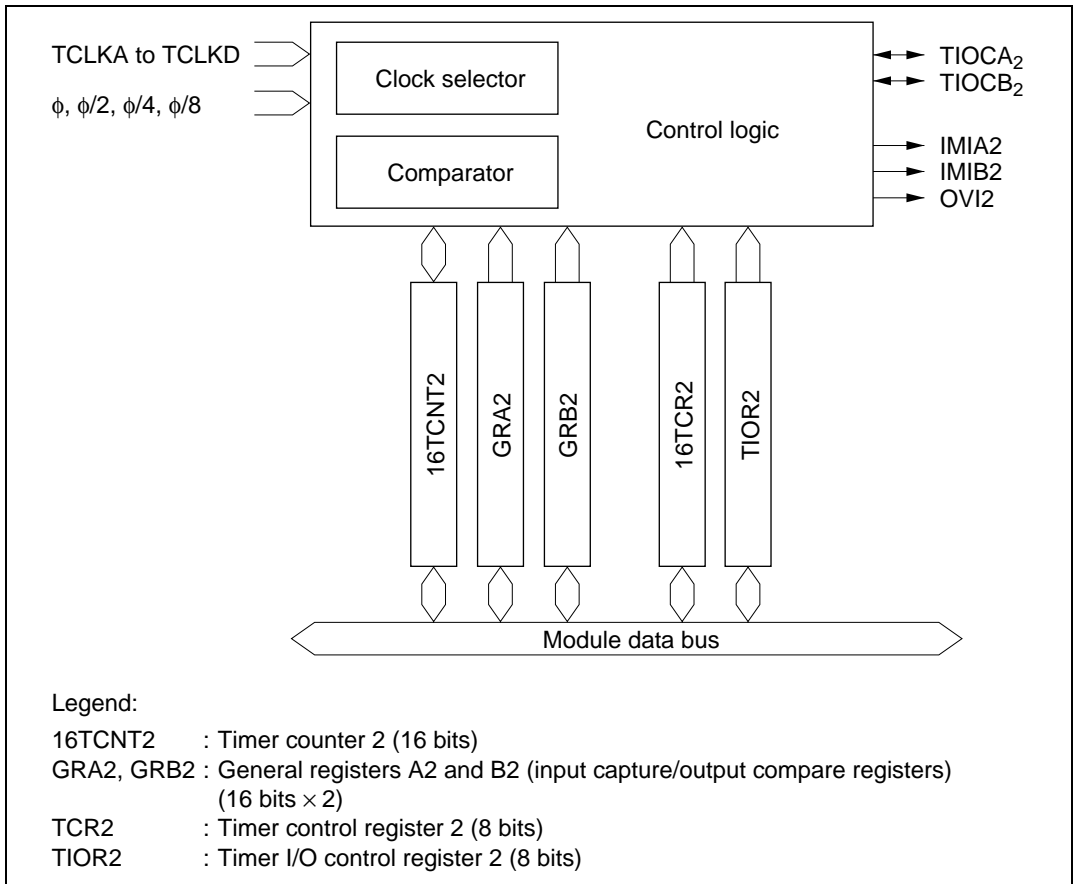 TCLKA to TCLKD
ϕ, ϕ/2, ϕ/4, ϕ/8
Clock selector
Comparator
Control logic
TIOCA₂
TIOCB₂
IMIA2
IMIB2
OVI2
16TCNT2
GRA2
GRB2
16TCR2
TIOR2
Module data bus
Legend:
16TCNT2 : Timer counter 2 (16 bits)
GRA2, GRB2 : General registers A2 and B2 (input capture/output compare registers)
(16 bits × 2)
TCR2 : Timer control register 2 (8 bits)
TIOR2 : Timer I/O control register 2 (8 bits)